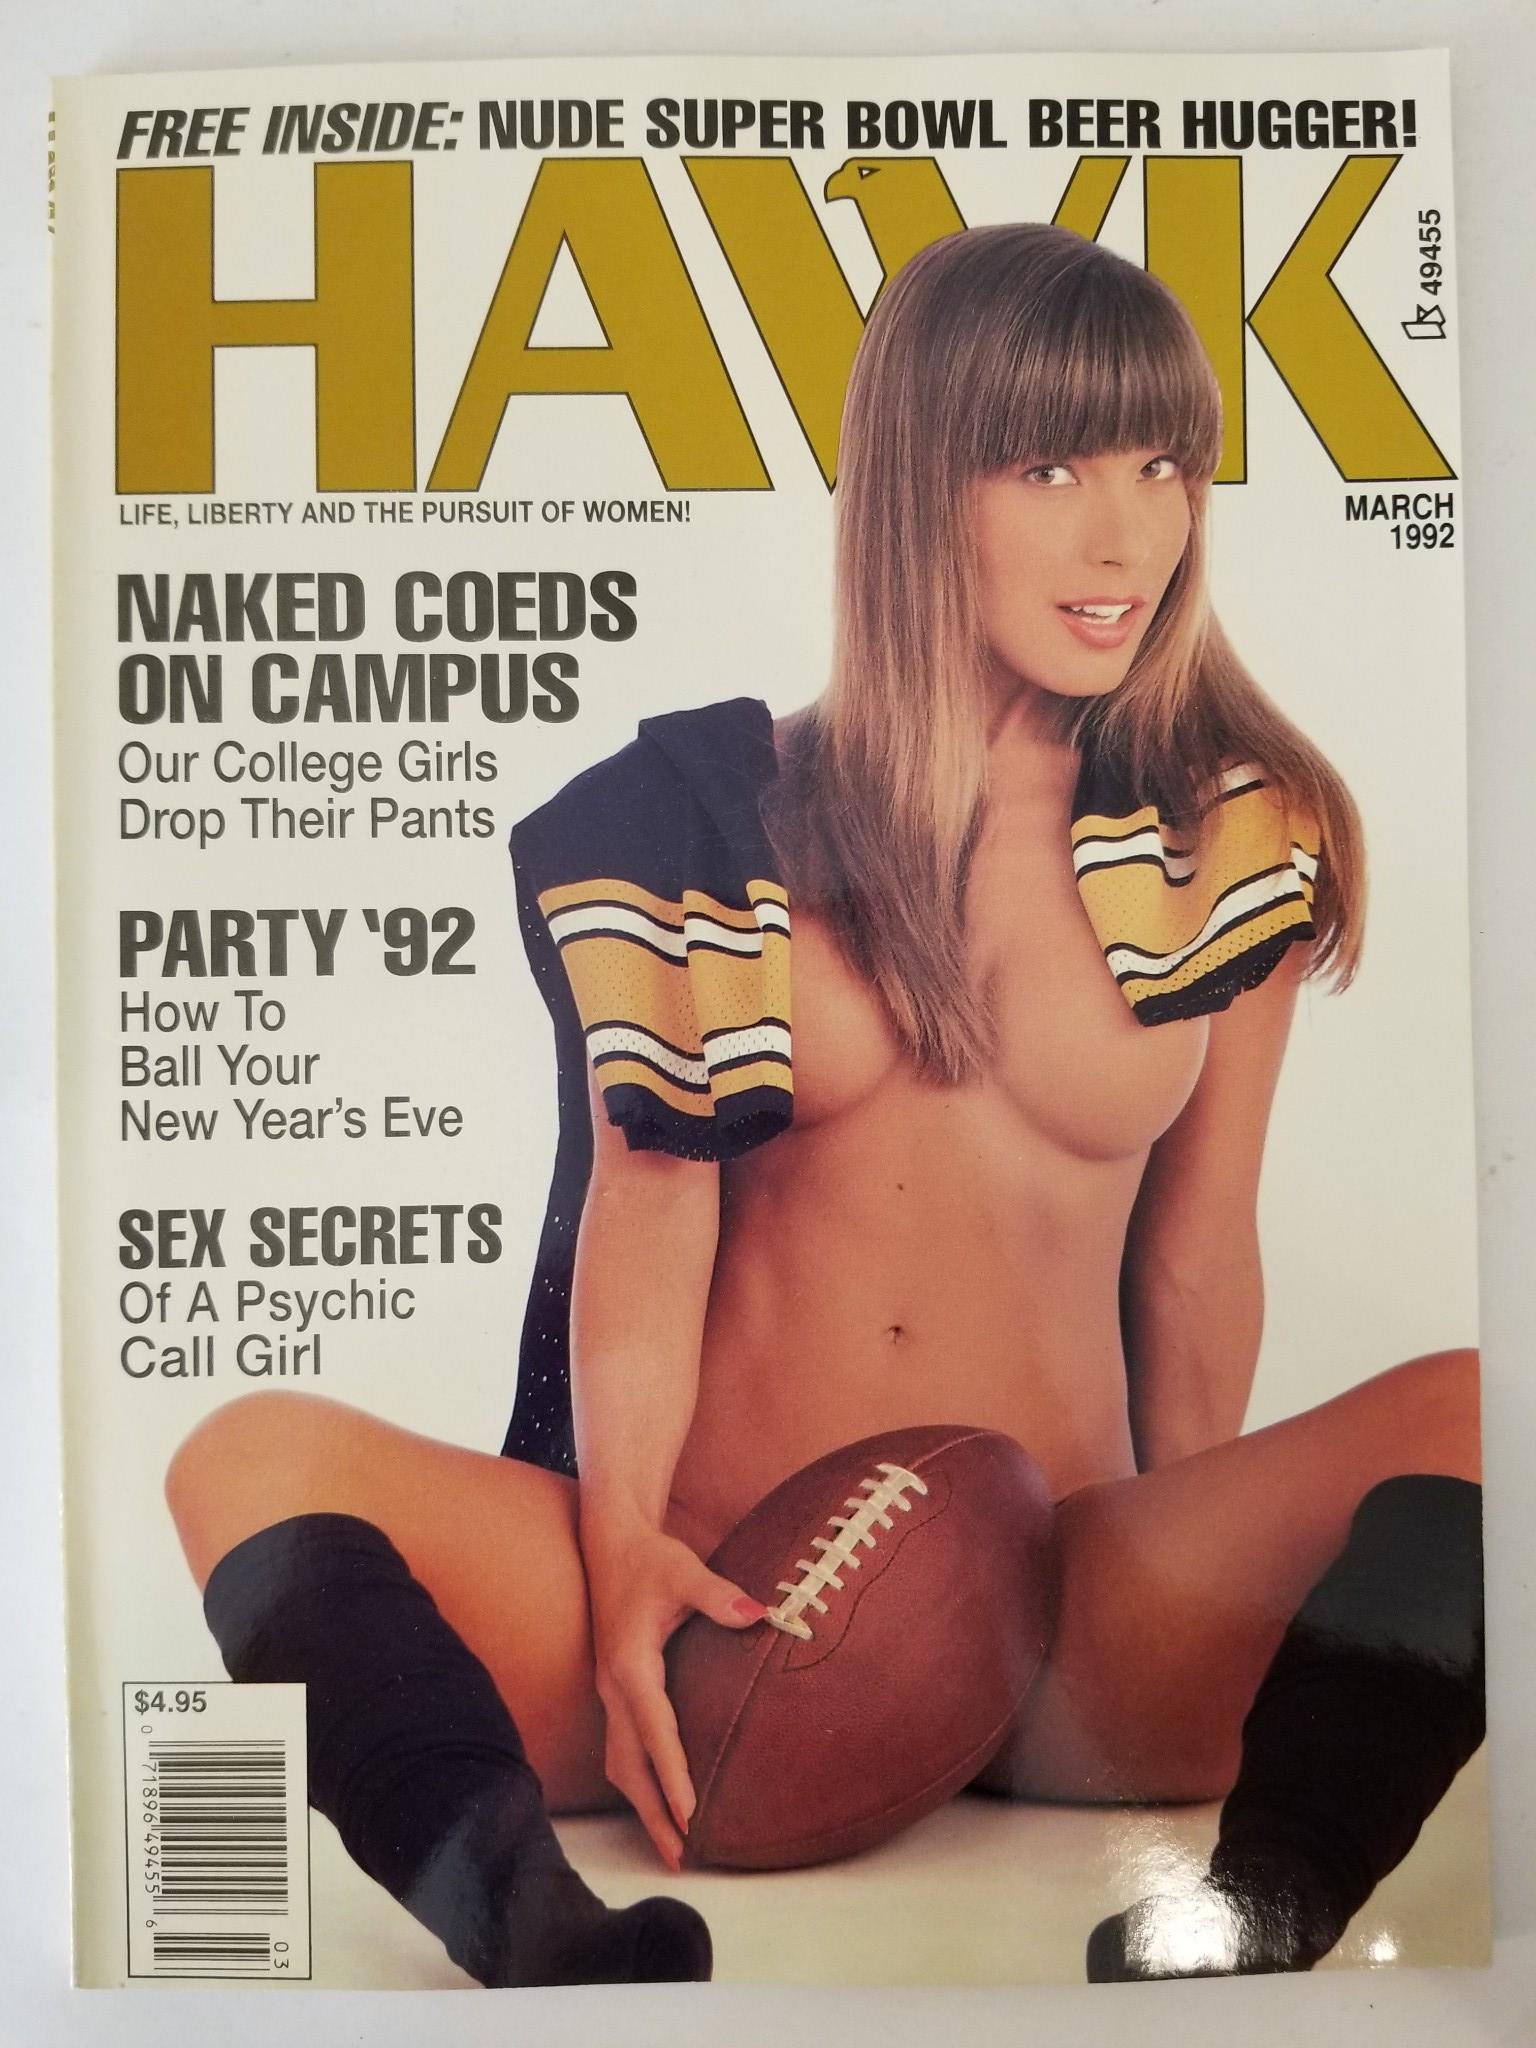 FREE INSIDE: NUDE SUPER BOWL BEER HUGGER!
HAWK
49455
LIFE, LIBERTY AND THE PURSUIT OF WOMEN!
MARCH
1992
NAKED COEDS
ON CAMPUS
Our College Girls
Drop Their Pants
PARTY '92
How To
Ball Your
New Year's Eve
SEX SECRETS
Of A Psychic
Call Girl
$4.95
0 71896 49455 6
03